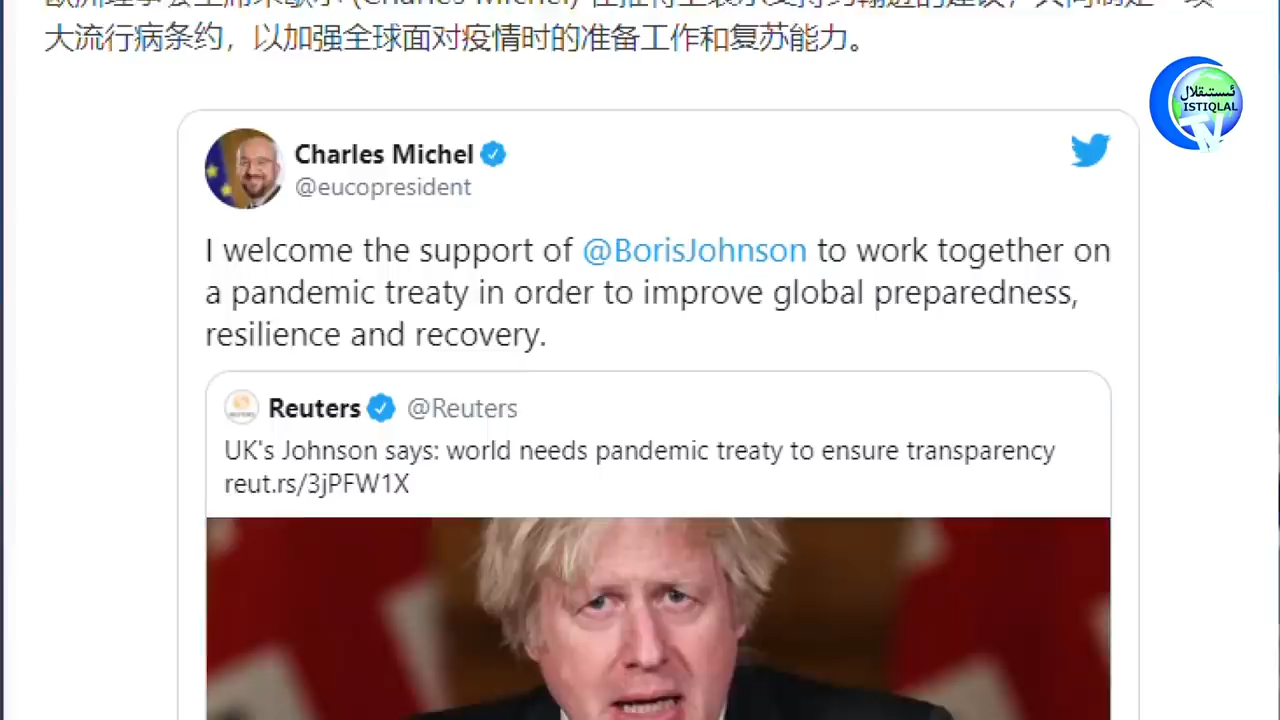 大流行病条约，以加强全球面对疫情时的准备工作和复苏能力。
ئىستىقلال
ISTIQLAL
TV
Charles Michel
@eucopresident
I welcome the support of @BorisJohnson to work together on
a pandemic treaty in order to improve global preparedness,
resilience and recovery.
Reuters @Reuters
UK's Johnson says: world needs pandemic treaty to ensure transparency
reut.rs/3jPFW1X